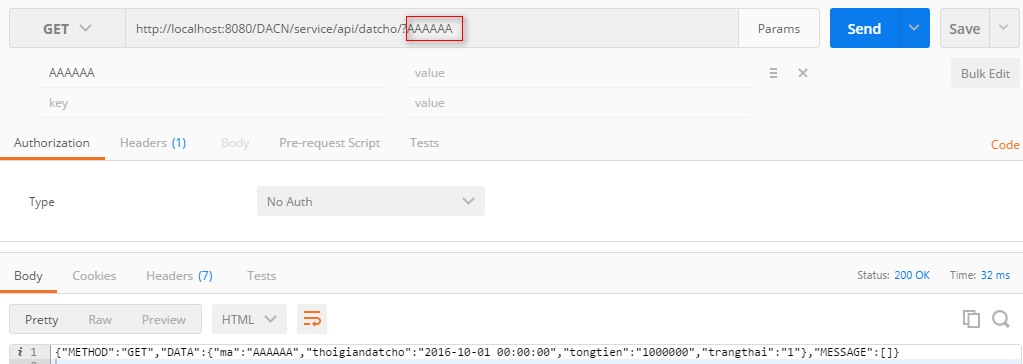 GET http://localhost:8080/DACN/service/api/datcho/?AAAAAA Params Send Save
AAAAAA value Bulk Edit
key value
Authorization Headers (1) Body Pre-request Script Tests Code
Type No Auth
Body Cookies Headers (7) Tests Status: 200 OK Time: 32 ms
Pretty Raw Preview HTML
i 1 {"METHOD":"GET","DATA":{"ma":"AAAAAA","thoigiandatcho":"2016-10-01 00:00:00","tongtien":"1000000","trangthai":"1"},"MESSAGE":[]}